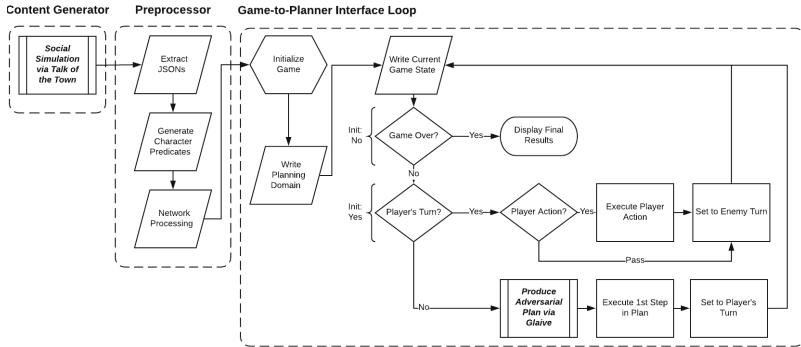 Content Generator
Preprocessor
Game-to-Planner Interface Loop
Social
Simulation
via Talk of
the Town
Extract
JSONs
Generate
Character
Predicates
Network
Processing
Initialize
Game
Write
Planning
Domain
Write Current
Game State
Init:
No
Game Over?
Yes
Display Final
Results
No
Init:
Yes
Player's Turn?
Yes
Player Action?
Yes
Execute Player
Action
Set to Enemy Turn
Pass
No
Produce
Adversarial
Plan via
Glaive
Execute 1st Step
in Plan
Set to Player's
Turn